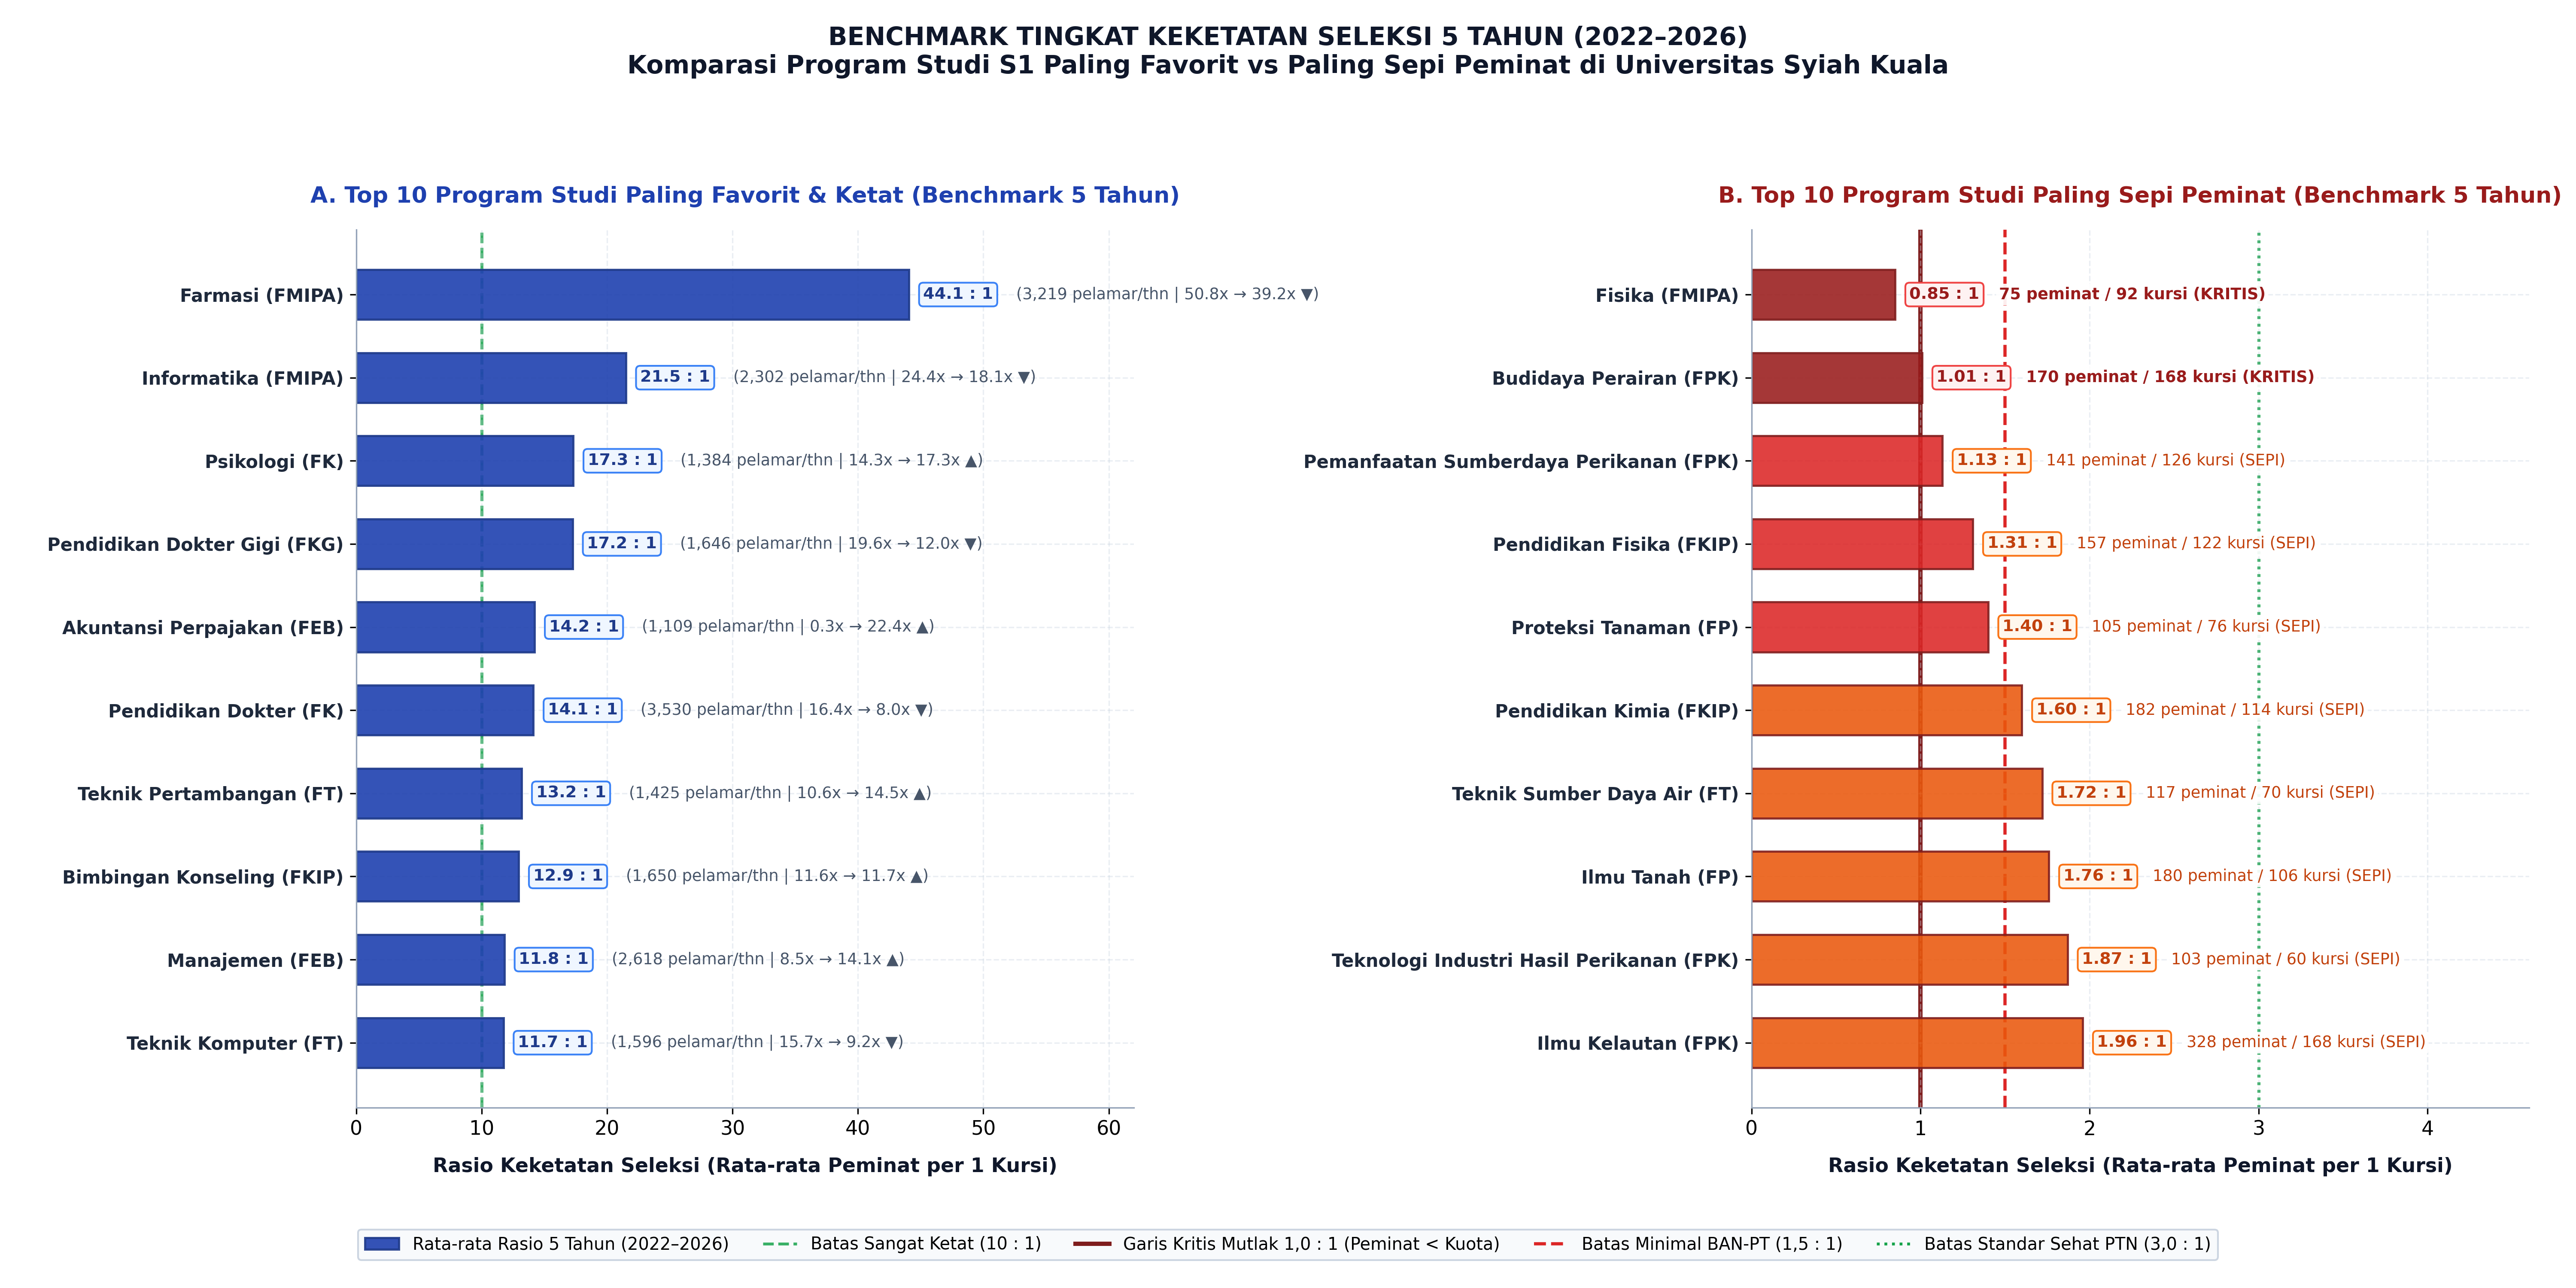 BENCHMARK TINGKAT KEKETATAN SELEKSI 5 TAHUN (2022–2026)
Komparasi Program Studi S1 Paling Favorit vs Paling Sepi Peminat di Universitas Syiah Kuala
A. Top 10 Program Studi Paling Favorit & Ketat (Benchmark 5 Tahun)
Farmasi (FMIPA) 44.1 : 1 (3,219 pelamar/thn | 50.8x → 39.2x ▼)
Informatika (FMIPA) 21.5 : 1 (2,302 pelamar/thn | 24.4x → 18.1x ▼)
Psikologi (FK) 17.3 : 1 (1,384 pelamar/thn | 14.3x → 17.3x ▲)
Pendidikan Dokter Gigi (FKG) 17.2 : 1 (1,646 pelamar/thn | 19.6x → 12.0x ▼)
Akuntansi Perpajakan (FEB) 14.2 : 1 (1,109 pelamar/thn | 0.3x → 22.4x ▲)
Pendidikan Dokter (FK) 14.1 : 1 (3,530 pelamar/thn | 16.4x → 8.0x ▼)
Teknik Pertambangan (FT) 13.2 : 1 (1,425 pelamar/thn | 10.6x → 14.5x ▲)
Bimbingan Konseling (FKIP) 12.9 : 1 (1,650 pelamar/thn | 11.6x → 11.7x ▲)
Manajemen (FEB) 11.8 : 1 (2,618 pelamar/thn | 8.5x → 14.1x ▲)
Teknik Komputer (FT) 11.7 : 1 (1,596 pelamar/thn | 15.7x → 9.2x ▼)
0 10 20 30 40 50 60
Rasio Keketatan Seleksi (Rata-rata Peminat per 1 Kursi)
B. Top 10 Program Studi Paling Sepi Peminat (Benchmark 5 Tahun)
Fisika (FMIPA) 0.85 : 1 75 peminat / 92 kursi (KRITIS)
Budidaya Perairan (FPK) 1.01 : 1 170 peminat / 168 kursi (KRITIS)
Pemanfaatan Sumberdaya Perikanan (FPK) 1.13 : 1 141 peminat / 126 kursi (SEPI)
Pendidikan Fisika (FKIP) 1.31 : 1 157 peminat / 122 kursi (SEPI)
Proteksi Tanaman (FP) 1.40 : 1 105 peminat / 76 kursi (SEPI)
Pendidikan Kimia (FKIP) 1.60 : 1 182 peminat / 114 kursi (SEPI)
Teknik Sumber Daya Air (FT) 1.72 : 1 117 peminat / 70 kursi (SEPI)
Ilmu Tanah (FP) 1.76 : 1 180 peminat / 106 kursi (SEPI)
Teknologi Industri Hasil Perikanan (FPK) 1.87 : 1 103 peminat / 60 kursi (SEPI)
Ilmu Kelautan (FPK) 1.96 : 1 328 peminat / 168 kursi (SEPI)
0 1 2 3 4
Rasio Keketatan Seleksi (Rata-rata Peminat per 1 Kursi)
Rata-rata Rasio 5 Tahun (2022–2026) Batas Sangat Ketat (10 : 1) Garis Kritis Mutlak 1,0 : 1 (Peminat < Kuota) Batas Minimal BAN-PT (1,5 : 1) Batas Standar Sehat PTN (3,0 : 1)